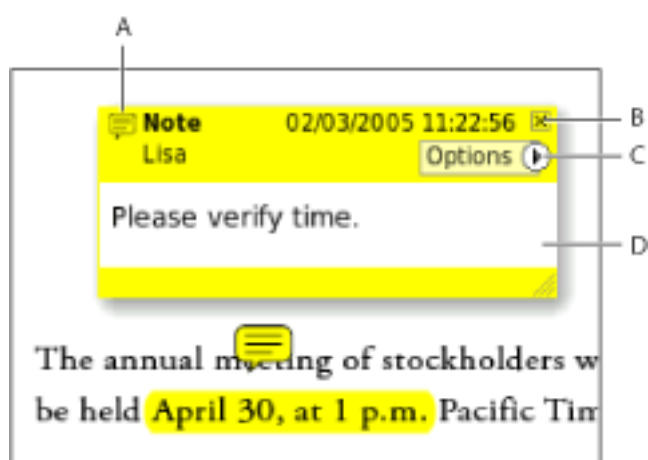 A
Note 02/03/2005 11:22:56 B
Lisa Options C
Please verify time.
D
The annual meeting of stockholders w
be held April 30, at 1 p.m. Pacific Tim